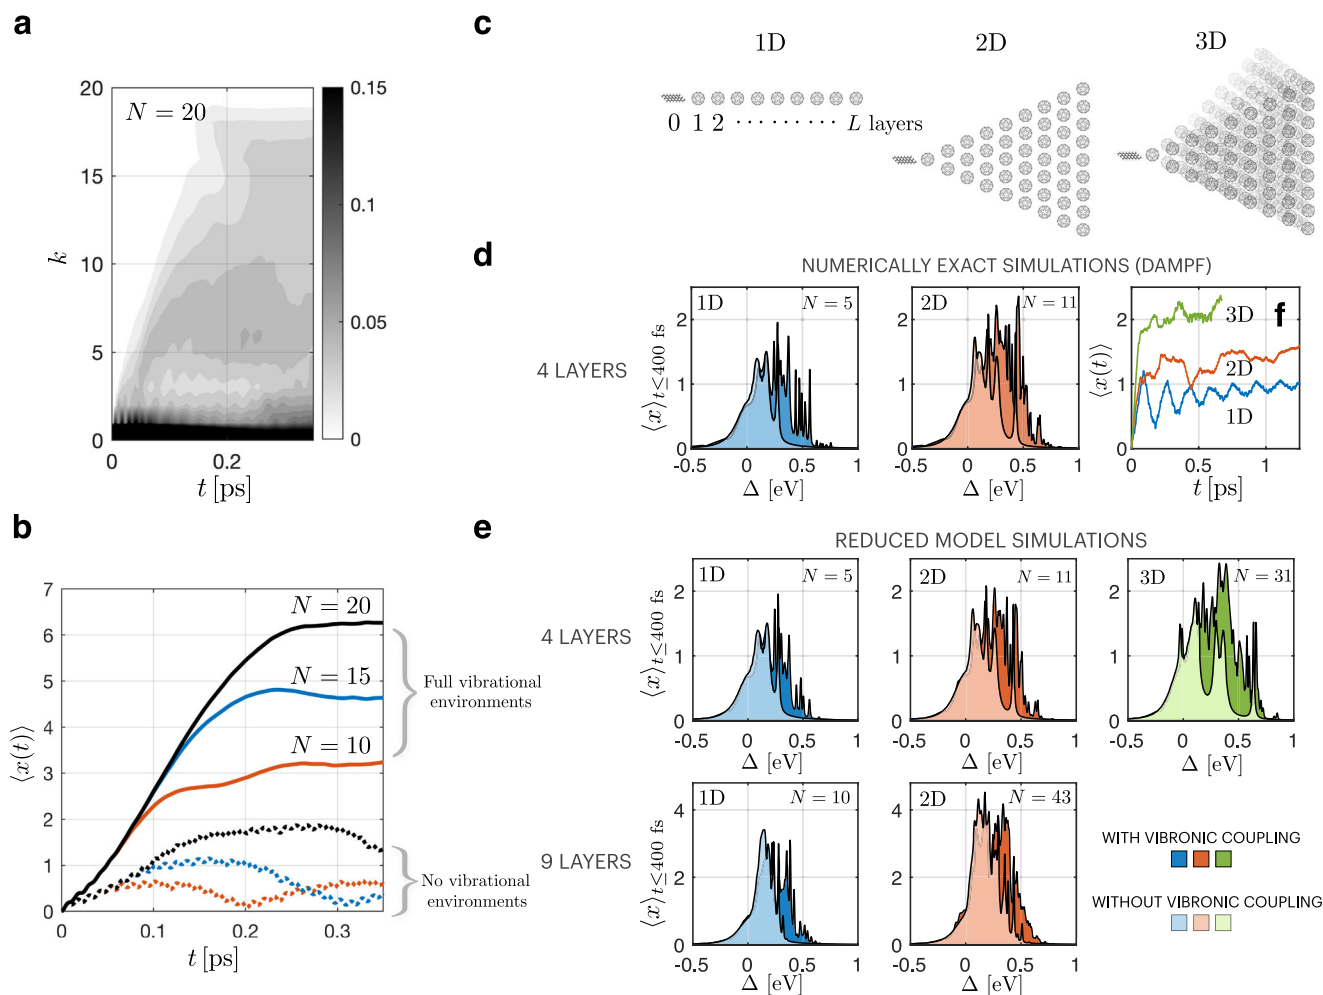 a
N = 20
20
15
10
5
0
k
0
0.2
t [ps]
0.15
0.1
0.05
0
b
7
6
5
4
3
2
1
0
⟨x(t)⟩
N = 20
N = 15
N = 10
Full vibrational
environments
No vibrational
environments
0
0.1
0.2
0.3
t [ps]
c
1D
2D
3D
0 1 2 ········· L layers
d
NUMERICALLY EXACT SIMULATIONS (DAMPF)
4 LAYERS
⟨x⟩t≤400 fs
2
1
0
1D
N = 5
-0.5 0 0.5 1
Δ [eV]
2
1
0
2D
N = 11
-0.5 0 0.5 1
Δ [eV]
f
⟨x(t)⟩
2
1
0
3D
2D
1D
0 0.5 1
t [ps]
e
REDUCED MODEL SIMULATIONS
4 LAYERS
⟨x⟩t≤400 fs
2
1
0
1D
N = 5
-0.5 0 0.5 1
Δ [eV]
2
1
0
2D
N = 11
-0.5 0 0.5 1
Δ [eV]
2
1
0
3D
N = 31
-0.5 0 0.5 1
Δ [eV]
9 LAYERS
⟨x⟩t≤400 fs
4
2
0
1D
N = 10
-0.5 0 0.5 1
Δ [eV]
4
2
0
2D
N = 43
-0.5 0 0.5 1
Δ [eV]
WITH VIBRONIC COUPLING
WITHOUT VIBRONIC COUPLING